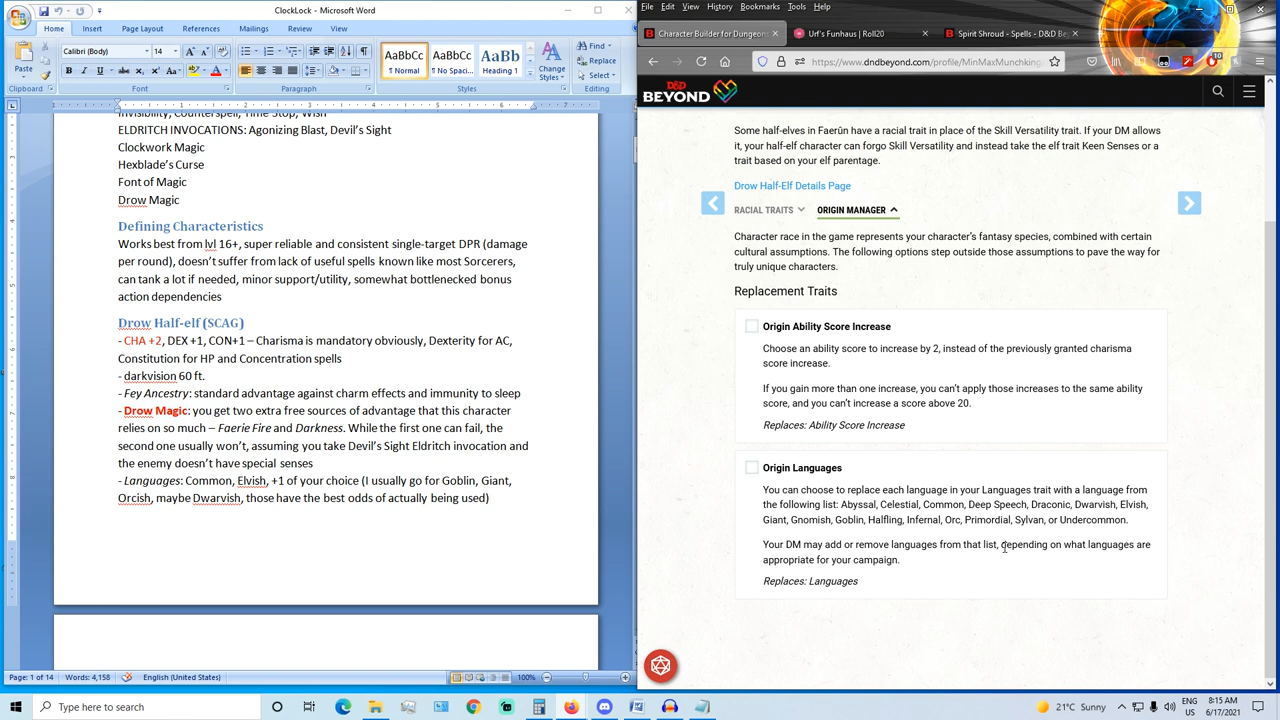 ClockLock - Microsoft Word
Home Insert Page Layout References Mailings Review View
Paste
Calibri (Body) 14
AaBbCc AaBbCc AaBb
¶ Normal ¶ No Spaci... Heading 1
Change Styles
Find
Replace
Select
Clipboard Font Paragraph Styles Editing
Invisibility, Counterspell, Time Stop, Wish
ELDRITCH INVOCATIONS: Agonizing Blast, Devil's Sight
Clockwork Magic
Hexblade's Curse
Font of Magic
Drow Magic
Defining Characteristics
Works best from lvl 16+, super reliable and consistent single-target DPR (damage
per round), doesn't suffer from lack of useful spells known like most Sorcerers,
can tank a lot if needed, minor support/utility, somewhat bottlenecked bonus
action dependencies
Drow Half-elf (SCAG)
- CHA +2, DEX +1, CON+1 – Charisma is mandatory obviously, Dexterity for AC,
Constitution for HP and Concentration spells
- darkvision 60 ft.
- Fey Ancestry: standard advantage against charm effects and immunity to sleep
- Drow Magic: you get two extra free sources of advantage that this character
relies on so much – Faerie Fire and Darkness. While the first one can fail, the
second one usually won't, assuming you take Devil's Sight Eldritch invocation and
the enemy doesn't have special senses
- Languages: Common, Elvish, +1 of your choice (I usually go for Goblin, Giant,
Orcish, maybe Dwarvish, those have the best odds of actually being used)
Page: 1 of 14 Words: 4,158 English (United States) 100%
File Edit View History Bookmarks Tools Help
Character Builder for Dungeons Urf's Funhaus | Roll20 Spirit Shroud - Spells - D&D Be
https://www.dndbeyond.com/profile/MinMaxMunchking
10
D&D
BEYOND
Some half-elves in Faerûn have a racial trait in place of the Skill Versatility trait. If your DM allows
it, your half-elf character can forgo Skill Versatility and instead take the elf trait Keen Senses or a
trait based on your elf parentage.
Drow Half-Elf Details Page
RACIAL TRAITS ORIGIN MANAGER
Character race in the game represents your character's fantasy species, combined with certain
cultural assumptions. The following options step outside those assumptions to pave the way for
truly unique characters.
Replacement Traits
Origin Ability Score Increase
Choose an ability score to increase by 2, instead of the previously granted charisma
score increase.
If you gain more than one increase, you can't apply those increases to the same ability
score, and you can't increase a score above 20.
Replaces: Ability Score Increase
Origin Languages
You can choose to replace each language in your Languages trait with a language from
the following list: Abyssal, Celestial, Common, Deep Speech, Draconic, Dwarvish, Elvish,
Giant, Gnomish, Goblin, Halfling, Infernal, Orc, Primordial, Sylvan, or Undercommon.
Your DM may add or remove languages from that list, depending on what languages are
appropriate for your campaign.
Replaces: Languages
Type here to search
21°C Sunny
ENG
US
8:15 AM
6/17/2021